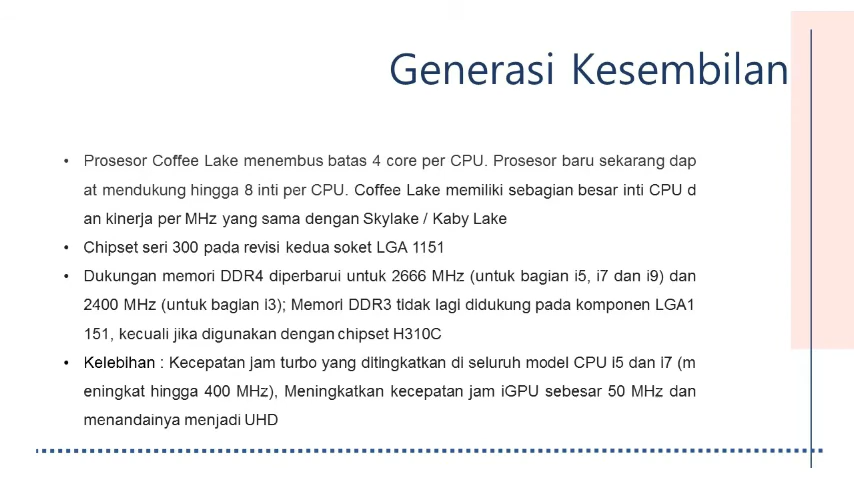 Generasi Kesembilan
• Prosesor Coffee Lake menembus batas 4 core per CPU. Prosesor baru sekarang dap
at mendukung hingga 8 inti per CPU. Coffee Lake memiliki sebagian besar inti CPU d
an kinerja per MHz yang sama dengan Skylake / Kaby Lake
• Chipset seri 300 pada revisi kedua soket LGA 1151
• Dukungan memori DDR4 diperbarui untuk 2666 MHz (untuk bagian i5, i7 dan i9) dan
2400 MHz (untuk bagian i3); Memori DDR3 tidak lagi didukung pada komponen LGA1
151, kecuali jika digunakan dengan chipset H310C
• Kelebihan : Kecepatan jam turbo yang ditingkatkan di seluruh model CPU i5 dan i7 (m
eningkat hingga 400 MHz), Meningkatkan kecepatan jam iGPU sebesar 50 MHz dan
menandainya menjadi UHD